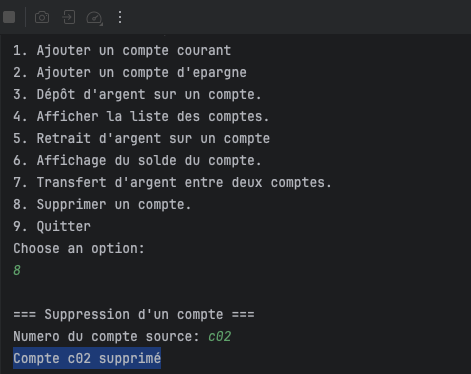 1. Ajouter un compte courant
2. Ajouter un compte d'epargne
3. Dépôt d'argent sur un compte.
4. Afficher la liste des comptes.
5. Retrait d'argent sur un compte
6. Affichage du solde du compte.
7. Transfert d'argent entre deux comptes.
8. Supprimer un compte.
9. Quitter
Choose an option:
8
=== Suppression d'un compte ===
Numero du compte source: c02
Compte c02 supprimé